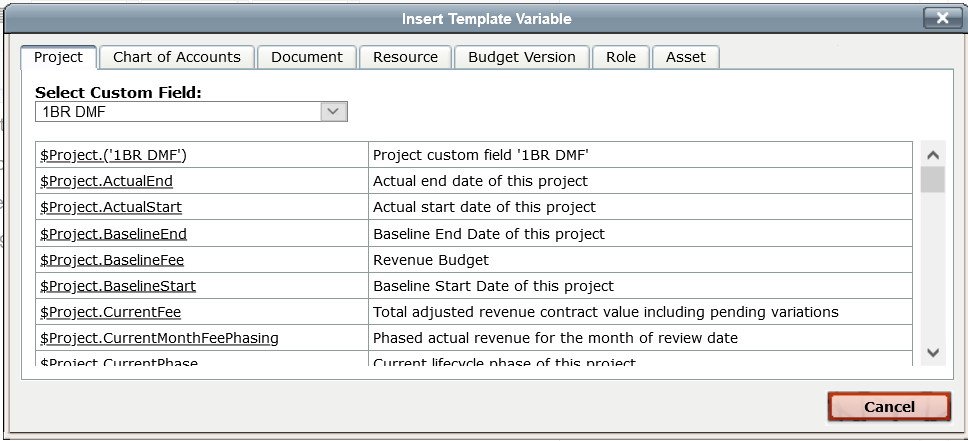 Insert Template Variable
Project Chart of Accounts Document Resource Budget Version Role Asset
Select Custom Field:
1BR DMF
$Project.('1BR DMF') Project custom field '1BR DMF'
$Project.ActualEnd Actual end date of this project
$Project.ActualStart Actual start date of this project
$Project.BaselineEnd Baseline End Date of this project
$Project.BaselineFee Revenue Budget
$Project.BaselineStart Baseline Start Date of this project
$Project.CurrentFee Total adjusted revenue contract value including pending variations
$Project.CurrentMonthFeePhasing Phased actual revenue for the month of review date
$Project.CurrentPhase Current lifecycle phase of this project
Cancel